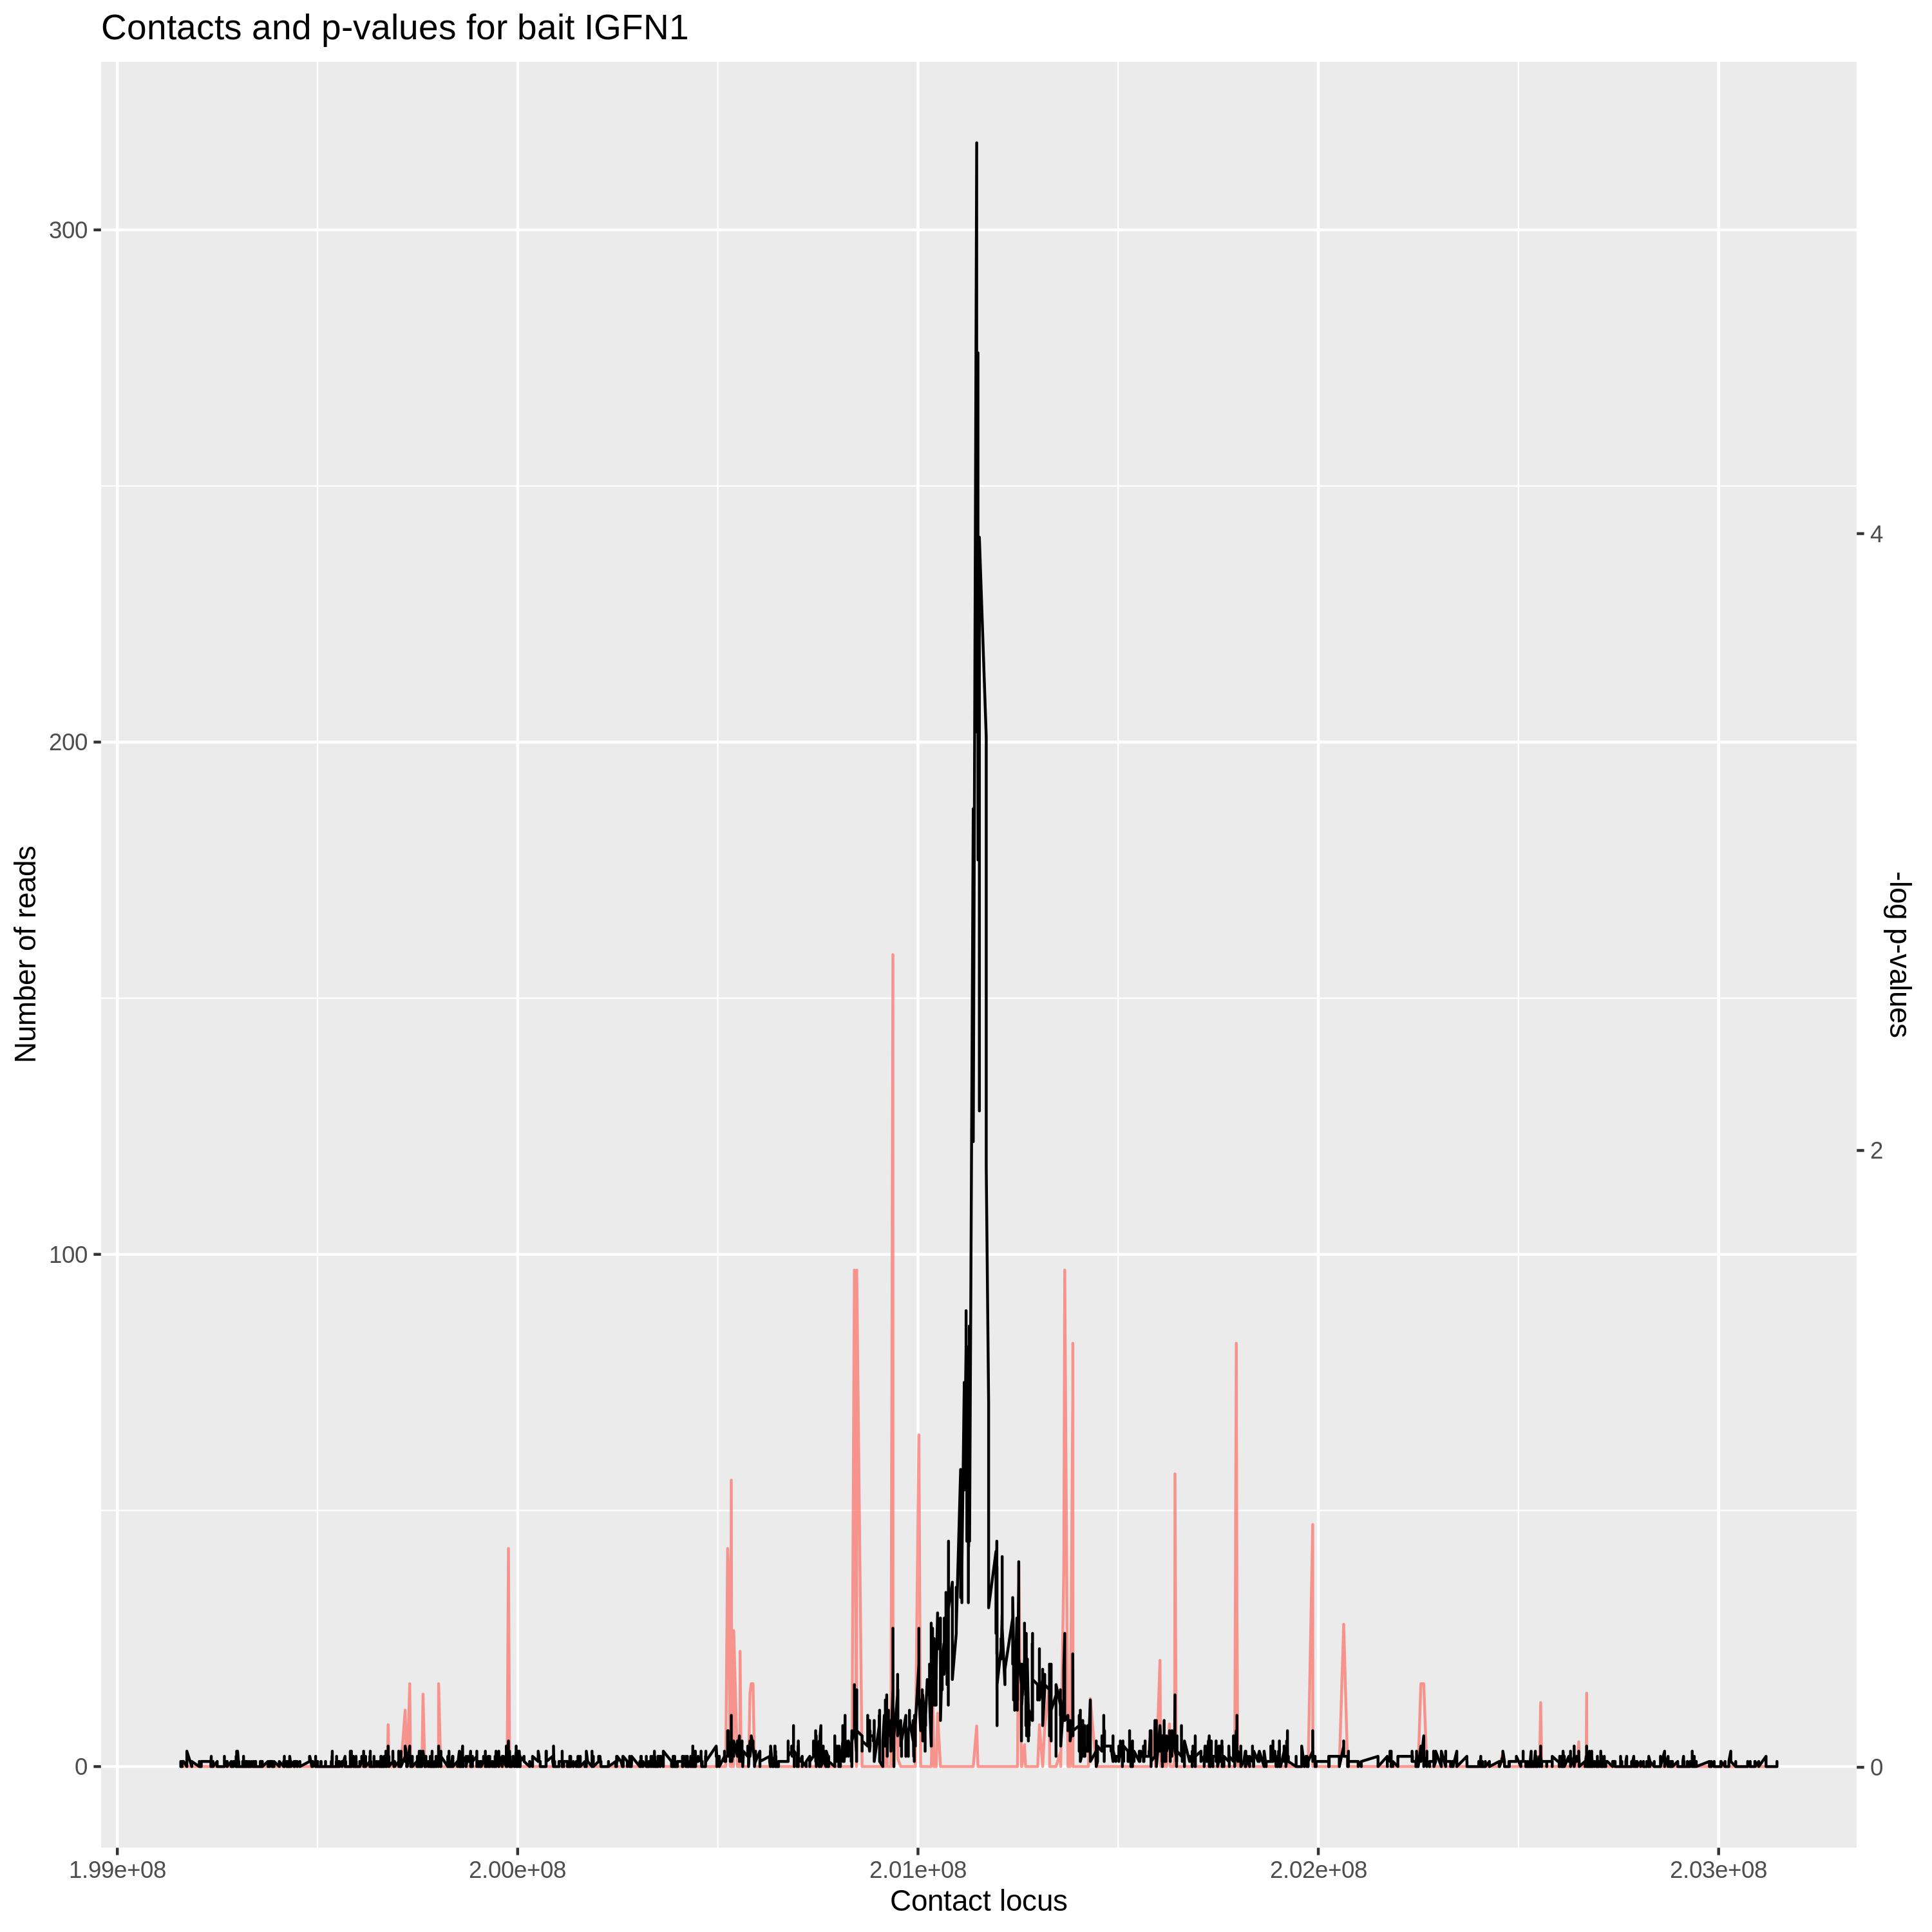 Contacts and p-values for bait IGFN1
300
200
100
0
Number of reads
4
2
0
-log p-values
1.99e+08
2.00e+08
2.01e+08
2.02e+08
2.03e+08
Contact locus